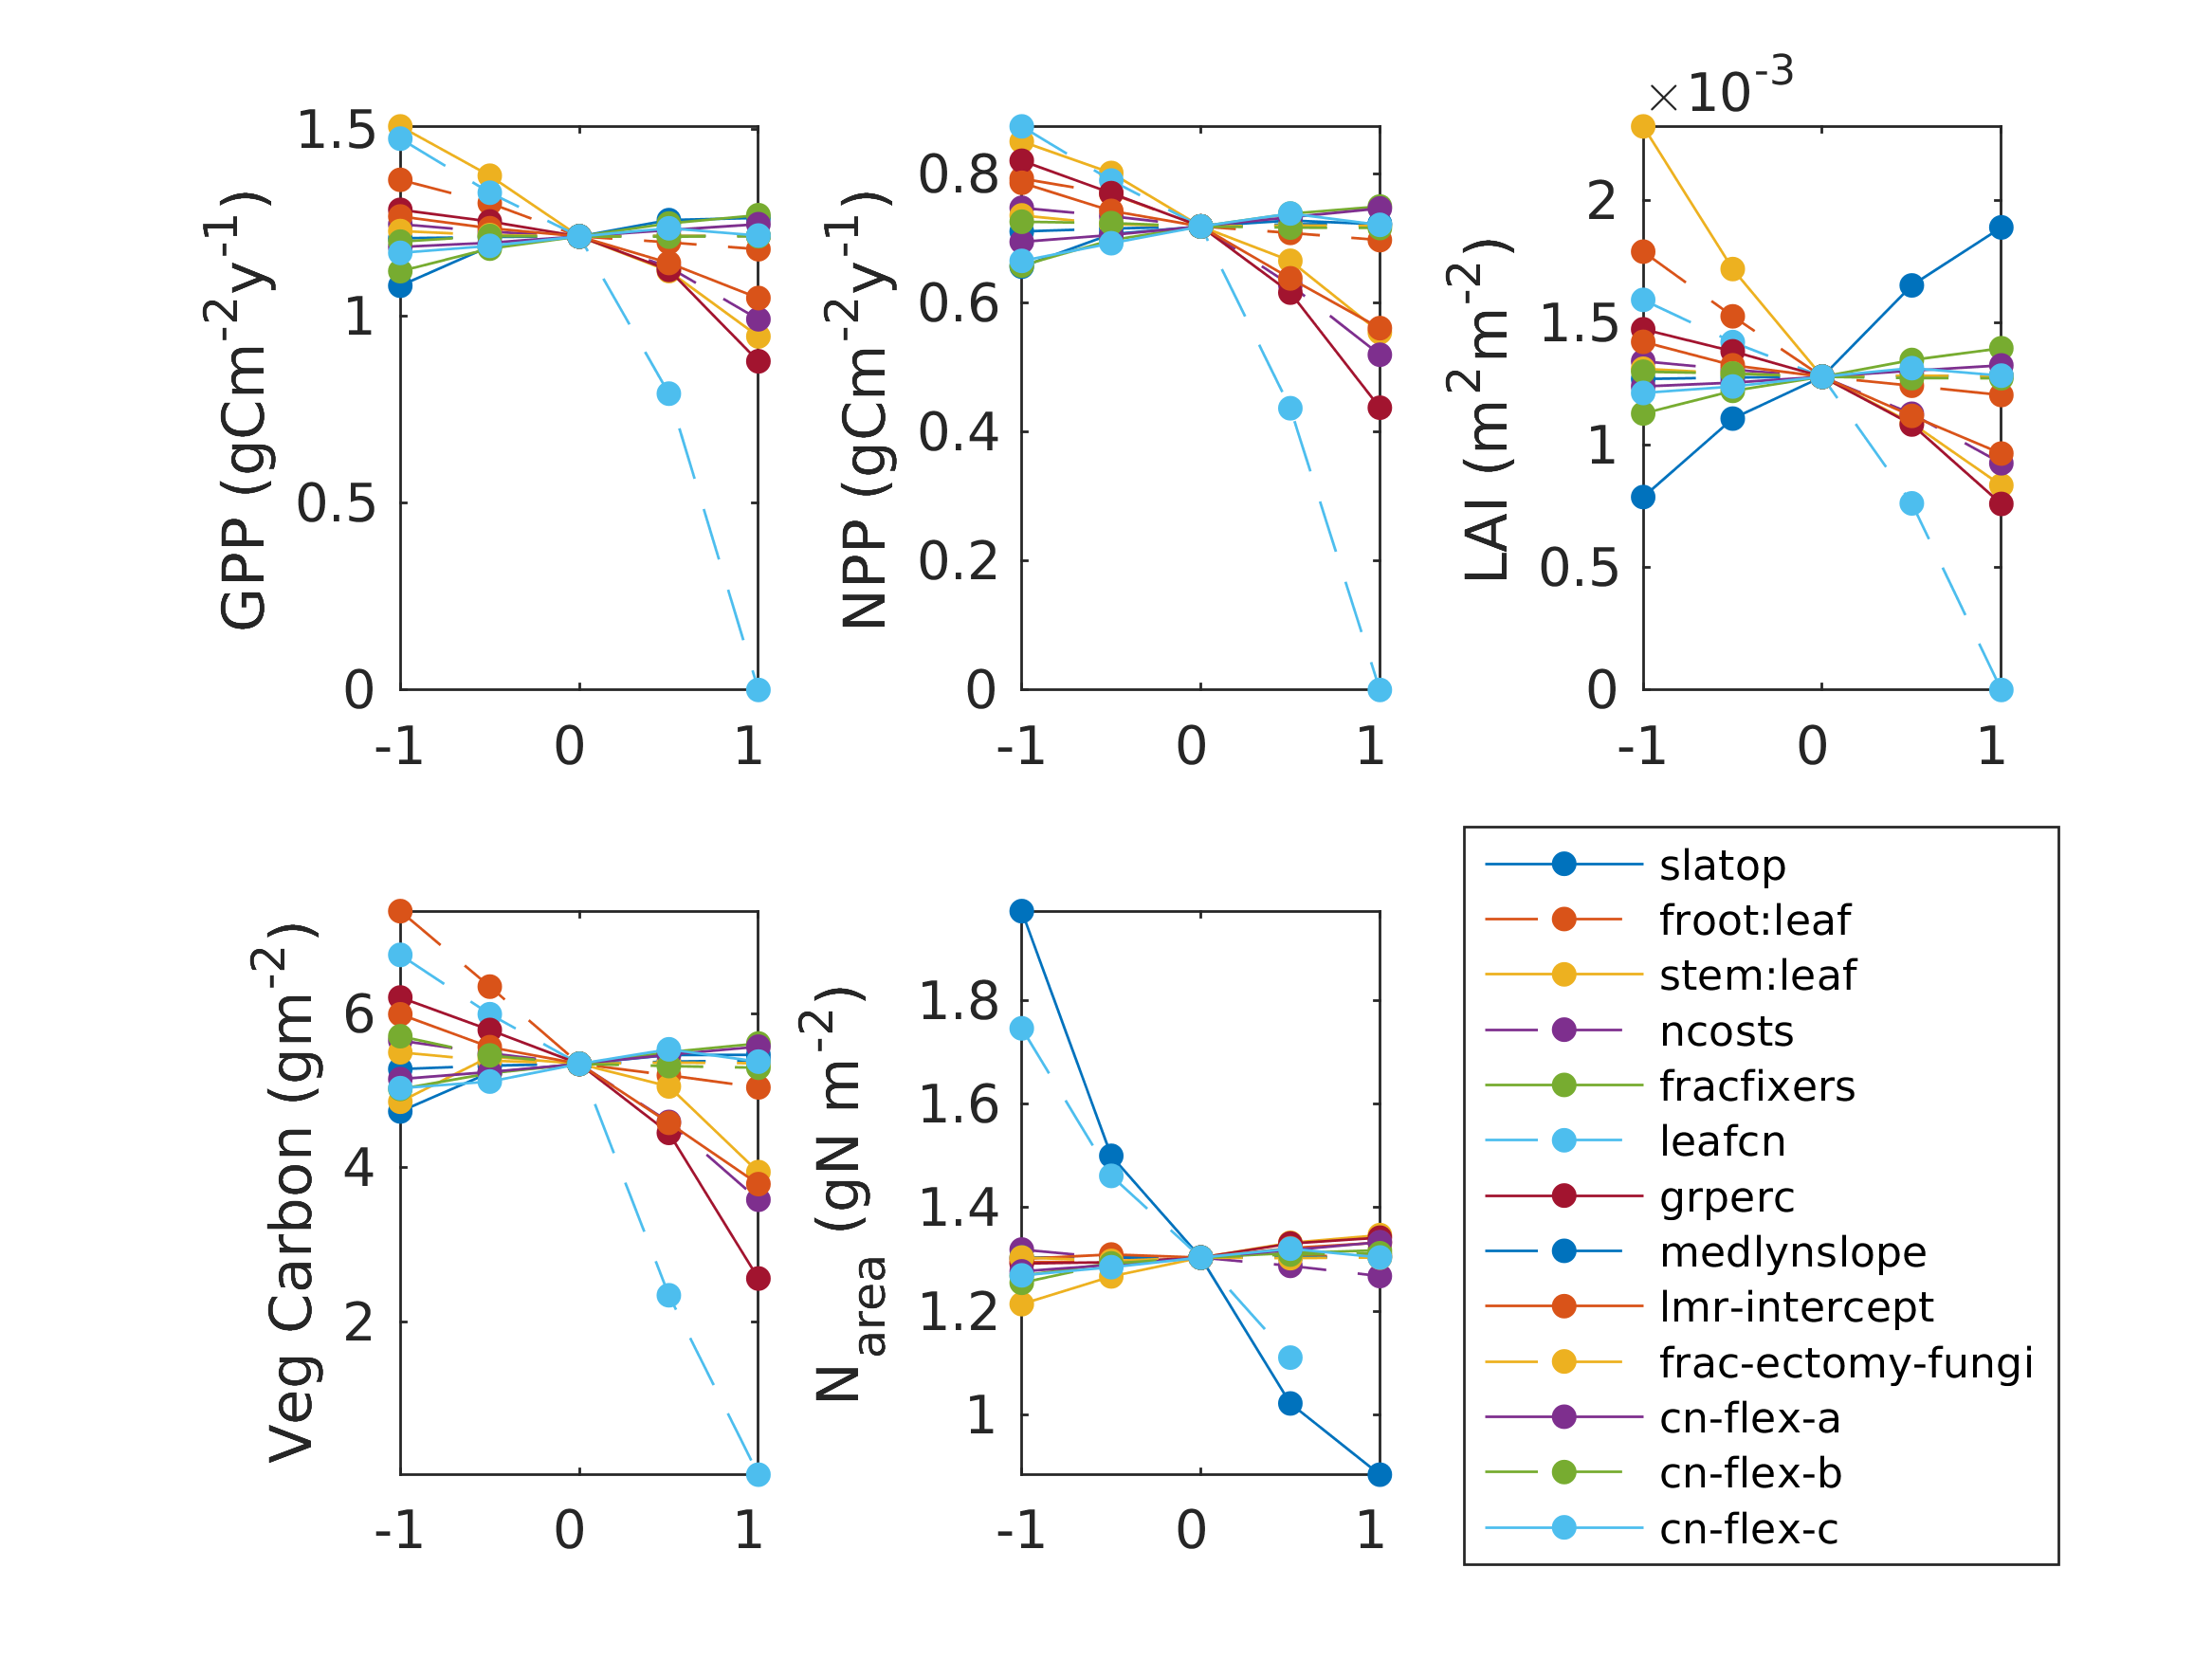 ×10-3
GPP (gCm-2y-1)
1.5
1
0.5
0
-1 0 1
NPP (gCm-2y-1)
0.8
0.6
0.4
0.2
0
-1 0 1
LAI (m2m-2)
2
1.5
1
0.5
0
-1 0 1
Veg Carbon (gm-2)
6
4
2
-1 0 1
Narea (gN m-2)
1.8
1.6
1.4
1.2
1
-1 0 1
slatop
froot:leaf
stem:leaf
ncosts
fracfixers
leafcn
grperc
medlynslope
lmr-intercept
frac-ectomy-fungi
cn-flex-a
cn-flex-b
cn-flex-c